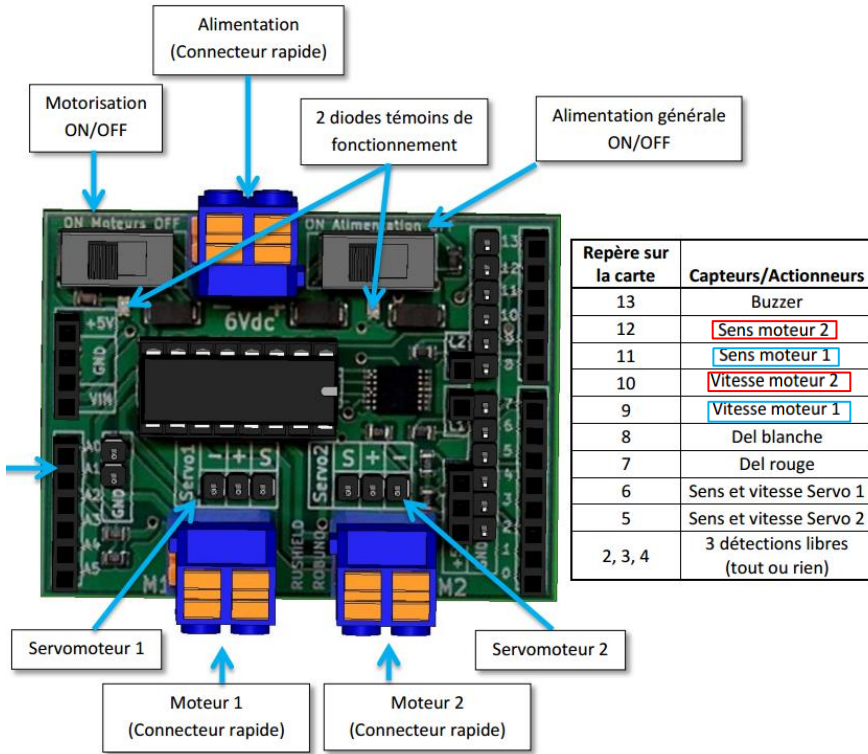 Alimentation
(Connecteur rapide)
Motorisation
ON/OFF
2 diodes témoins de
fonctionnement
Alimentation générale
ON/OFF
ON Moteurs OFF
ON Alimentation
6Vdc
+5V
GND
VIN
A0
A1
A2
A3
A4
A5
GND
Servo1
- + S
Servo2
S + -
13
12
11
10
9
8
7
6
5
4
3
2
1
0
L2
L1
+5
GND
M1
RUSHIELD
ROBUNO
M2
Servomoteur 1
Servomoteur 2
Moteur 1
(Connecteur rapide)
Moteur 2
(Connecteur rapide)
Repère sur
la carte
Capteurs/Actionneurs
13 Buzzer
12 Sens moteur 2
11 Sens moteur 1
10 Vitesse moteur 2
9 Vitesse moteur 1
8 Del blanche
7 Del rouge
6 Sens et vitesse Servo 1
5 Sens et vitesse Servo 2
2, 3, 4 3 détections libres
(tout ou rien)